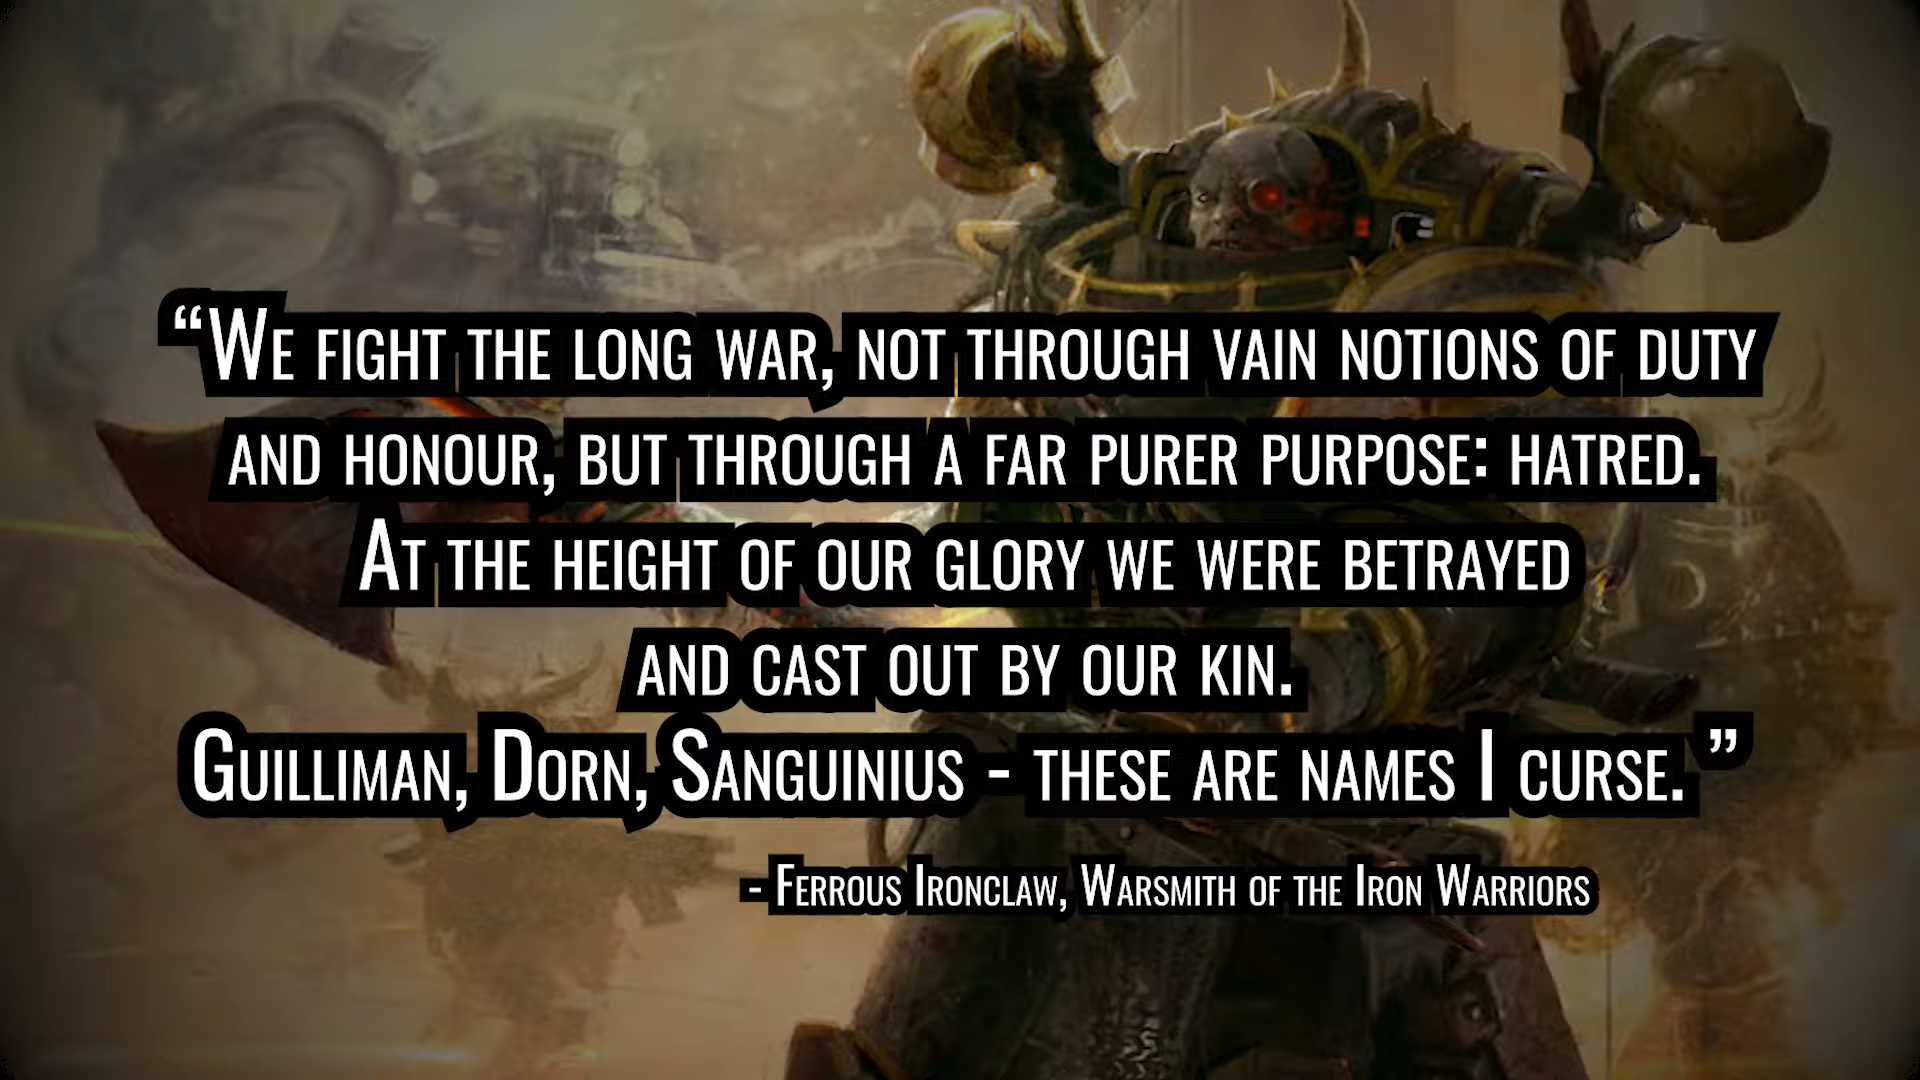 “We fight the long war, not through vain notions of duty
and honour, but through a far purer purpose: hatred.
At the height of our glory we were betrayed
and cast out by our kin.
Guilliman, Dorn, Sanguinius - these are names I curse. ”
- Ferrous Ironclaw, Warsmith of the Iron Warriors